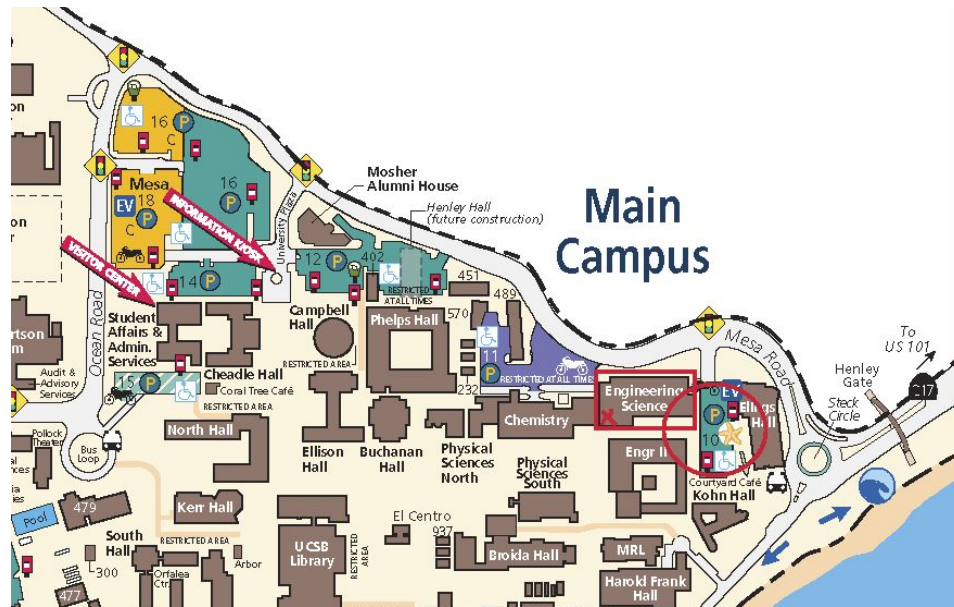 16
C
Mesa
16
EV
18
C
INFORMATION KIOSK
VISITOR CENTER
University Plaza
Mosher
Alumni House
Henley Hall
(future construction)
Main
Campus
12
402
RESTRICTED
AT ALL TIMES
451
489
570
14
Ocean Road
Student
Affairs &
Admin.
Services
Campbell
Hall
Phelps Hall
RESTRICTED AREA
11
RESTRICTED AT ALL TIMES
232
Mesa Road
To
US 101
Henley
Gate
217
Steck
Circle
Audit &
Advisory
Services
15
Cheadle Hall
Coral Tree Café
RESTRICTED AREA
Pollock
Theater
Bus
Loop
North Hall
Ellison
Hall
Buchanan
Hall
Physical
Sciences
North
Chemistry
Engineering
Science
EV
P
10
Ellings
Hall
Engr II
Courtyard Café
Kohn Hall
Physical
Sciences
South
Pool
479
Kerr Hall
El Centro
937
RESTRICTED AREA
South
Hall
300
Orfalea
Ctr.
Arbor
UCSB
Library
RESTRICTED
AREA
Broida Hall
MRL
Harold Frank
Hall
477